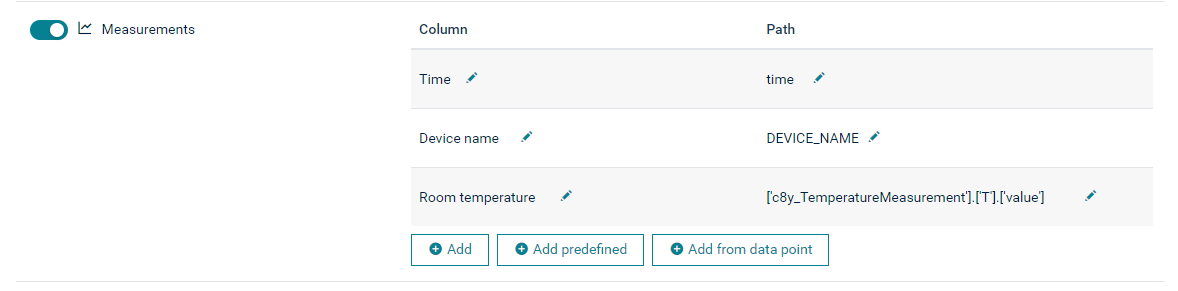 Measurements
Column Path
Time time
Device name DEVICE_NAME
Room temperature ['c8y_TemperatureMeasurement'].['T'].['value']
Add Add predefined Add from data point